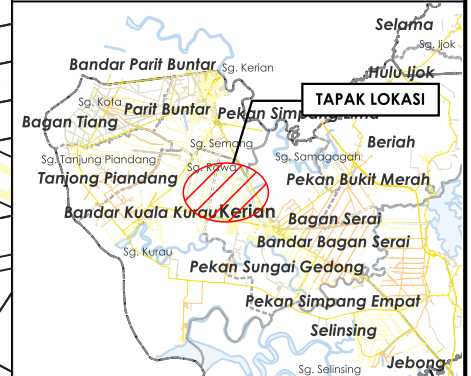 Selama
Sg. Ijok
Bandar Parit Buntar
Sg. Kerian
Hulu Ijok
TAPAK LOKASI
Sg. Kota
Parit Buntar
Pekan Simpang Lima
Bagan Tiang
Beriah
Sg. Semang
Sg. Tanjung Piandang
Sg. Rawa
Sg. Samagagah
Tanjong Piandang
Pekan Bukit Merah
Bandar Kuala Kurau
Kerian
Bagan Serai
Bandar Bagan Serai
Sg. Kurau
Pekan Sungai Gedong
Pekan Simpang Empat
Selinsing
Jebong
Sg. Selinsing